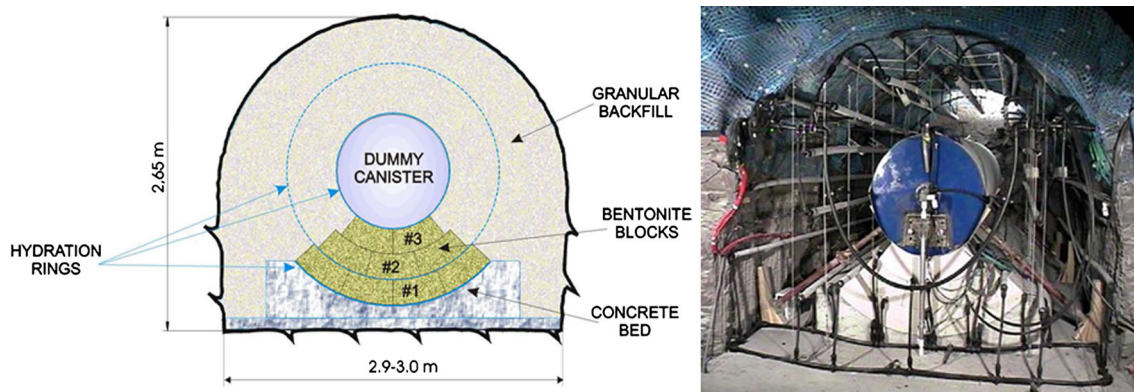 GRANULAR
BACKFILL
DUMMY
CANISTER
2,65 m
BENTONITE
BLOCKS
#3
HYDRATION
RINGS
#2
#1
CONCRETE
BED
2.9-3.0 m